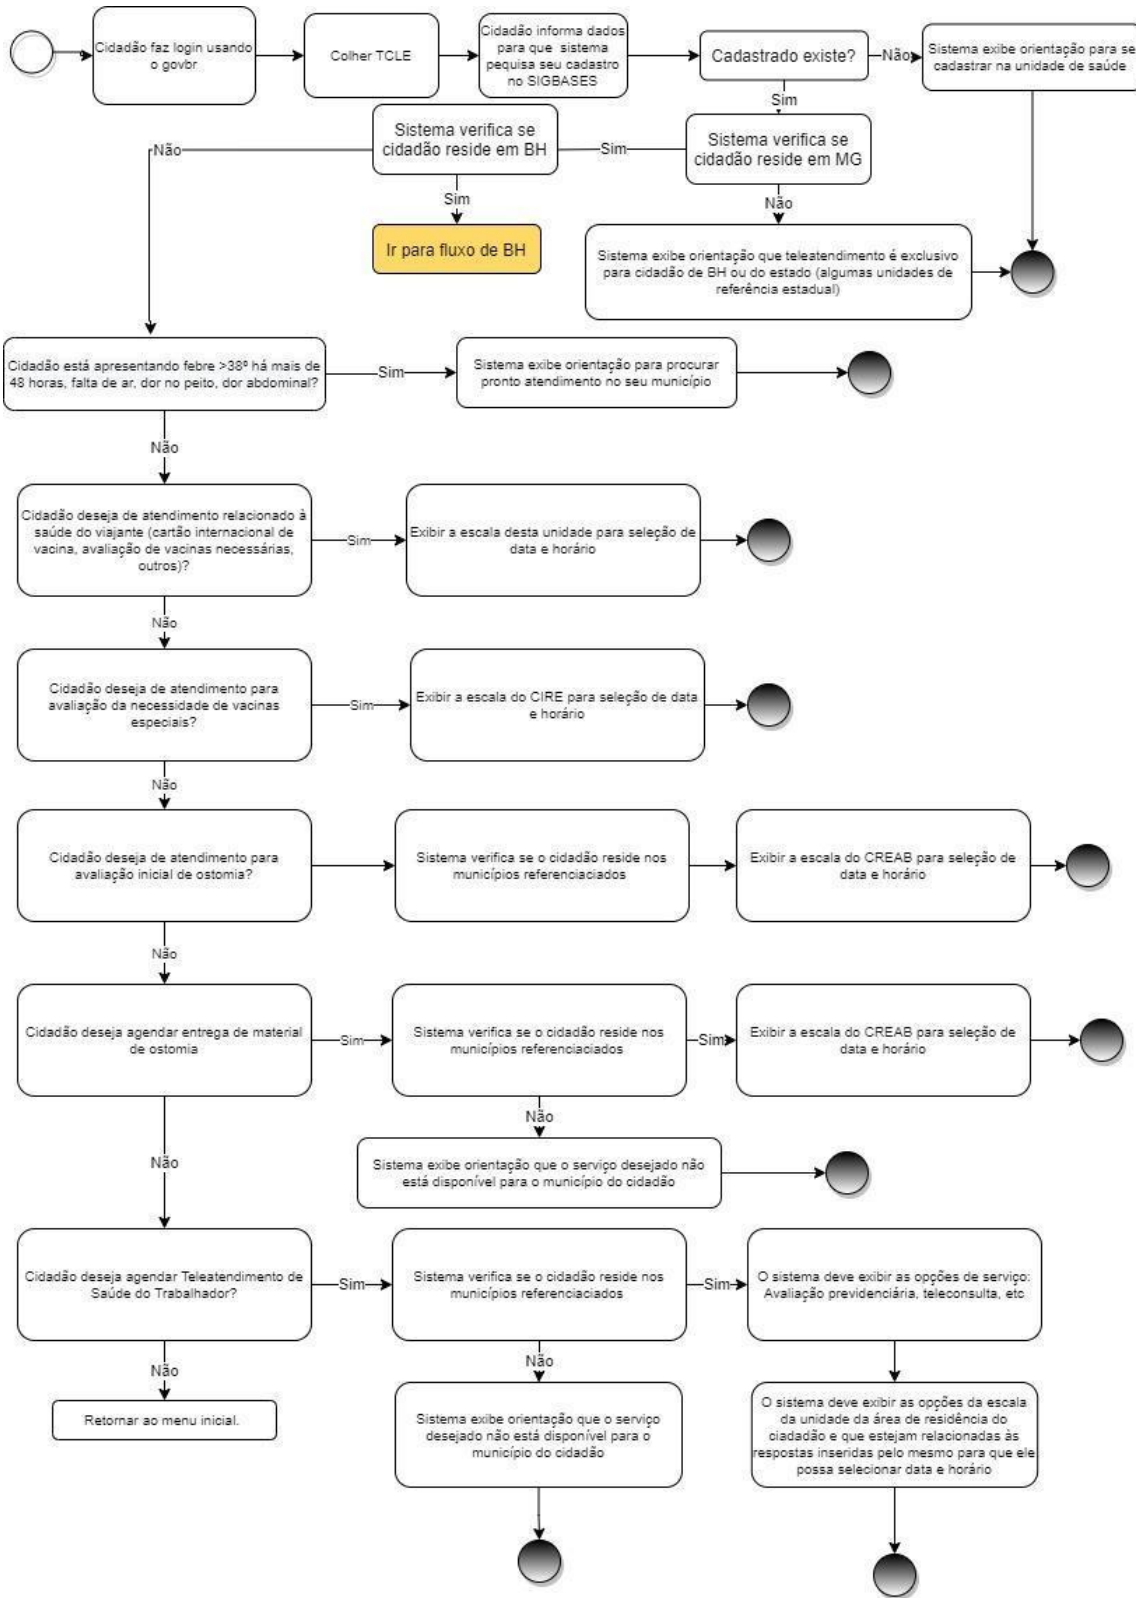 Cidadão faz login usando
o govbr
Colher TCLE
Cidadão informa dados
para que sistema
pequisa seu cadastro
no SIGBASES
Cadastrado existe?
Não
Sistema exibe orientação para se
cadastrar na unidade de saúde
Sim
Sistema verifica se
cidadão reside em MG
Sim
Sistema verifica se
cidadão reside em BH
Não
Sim
Ir para fluxo de BH
Não
Sistema exibe orientação que teleatendimento é exclusivo
para cidadão de BH ou do estado (algumas unidades de
referência estadual)
Cidadão está apresentando febre >38º há mais de
48 horas, falta de ar, dor no peito, dor abdominal?
Sim
Sistema exibe orientação para procurar
pronto atendimento no seu município
Não
Cidadão deseja de atendimento relacionado à
saúde do viajante (cartão internacional de
vacina, avaliação de vacinas necessárias,
outros)?
Sim
Exibir a escala desta unidade para seleção de
data e horário
Não
Cidadão deseja de atendimento para
avaliação da necessidade de vacinas
especiais?
Sim
Exibir a escala do CIRE para seleção de data
e horário
Não
Cidadão deseja de atendimento para
avaliação inicial de ostomia?
Sistema verifica se o cidadão reside nos
municípios referenciaciados
Exibir a escala do CREAB para seleção de
data e horário
Não
Cidadão deseja agendar entrega de material
de ostomia
Sim
Sistema verifica se o cidadão reside nos
municípios referenciaciados
Sim
Exibir a escala do CREAB para seleção de
data e horário
Não
Sistema exibe orientação que o serviço desejado não
está disponível para o município do cidadão
Não
Cidadão deseja agendar Teleatendimento de
Saúde do Trabalhador?
Sim
Sistema verifica se o cidadão reside nos
municípios referenciaciados
Sim
O sistema deve exibir as opções de serviço:
Avaliação previdenciária, teleconsulta, etc
Não
Retornar ao menu inicial.
Não
Sistema exibe orientação que o serviço
desejado não está disponível para o
município do cidadão
O sistema deve exibir as opções da escala
da unidade da área de residência do
ciadadão e que estejam relacionadas às
respostas inseridas pelo mesmo para que ele
possa selecionar data e horário